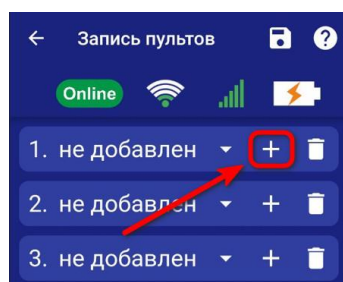 Запись пультов ?
Online
1. не добавлен
2. не добавлен
3. не добавлен